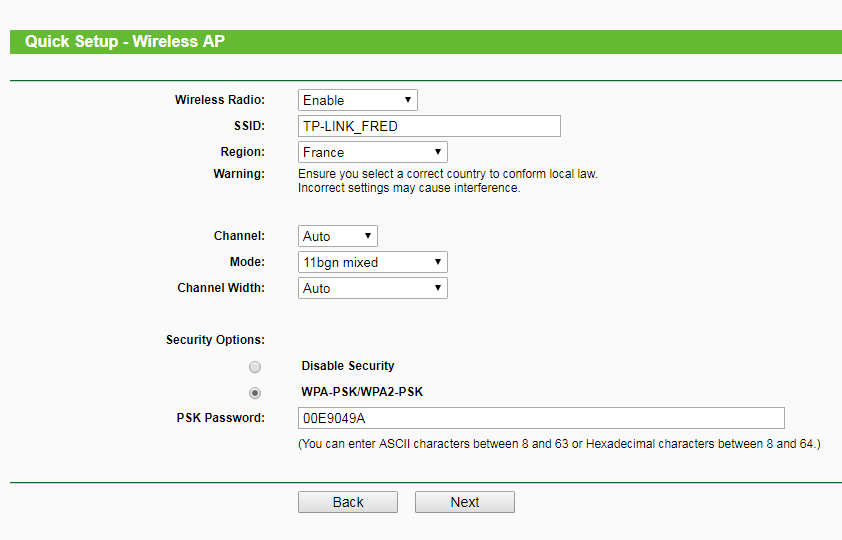 Quick Setup - Wireless AP
Wireless Radio: Enable
SSID: TP-LINK_FRED
Region: France
Warning: Ensure you select a correct country to conform local law.
Incorrect settings may cause interference.
Channel: Auto
Mode: 11bgn mixed
Channel Width: Auto
Security Options:
Disable Security
WPA-PSK/WPA2-PSK
PSK Password: 00E9049A
(You can enter ASCII characters between 8 and 63 or Hexadecimal characters between 8 and 64.)
Back Next